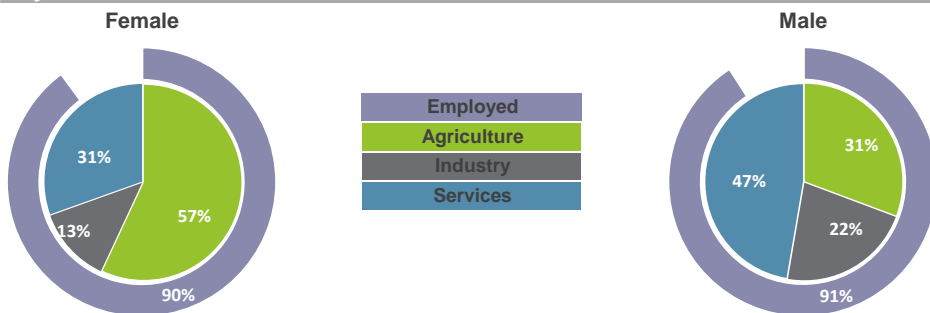 Female
Male
31%
57%
13%
90%
Employed
Agriculture
Industry
Services
31%
47%
22%
91%